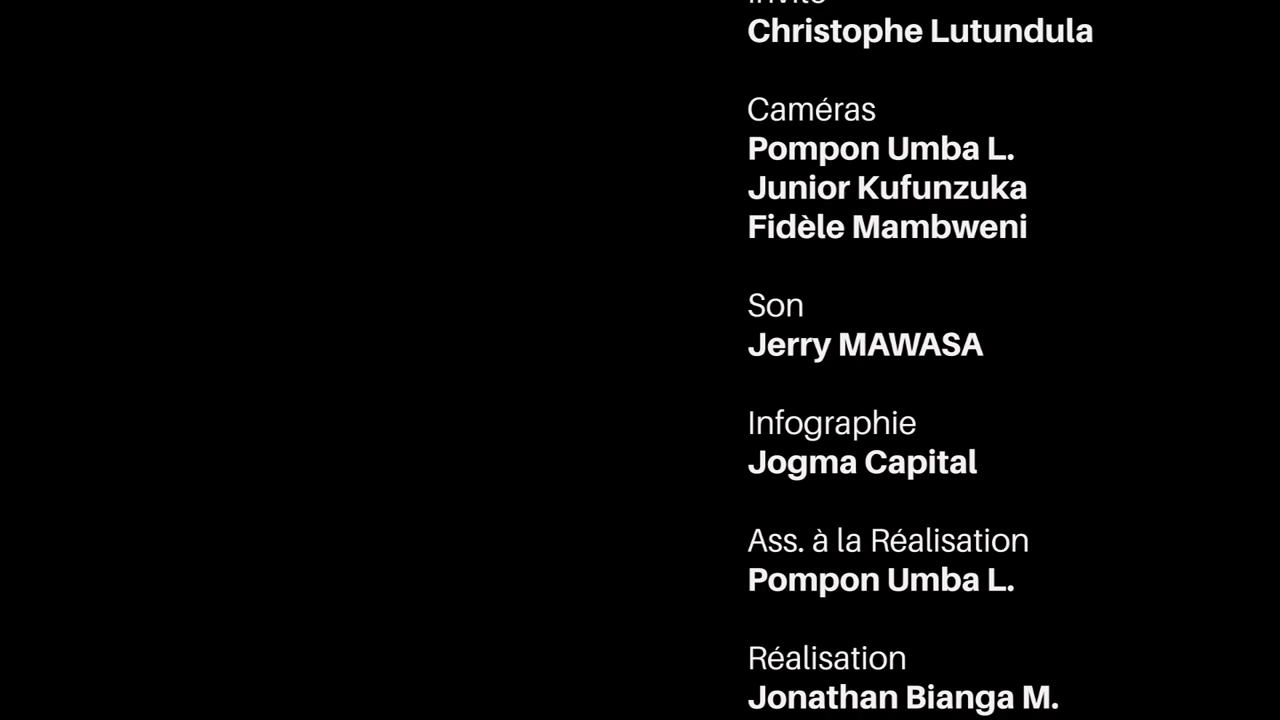 Invité
Christophe Lutundula
Caméras
Pompon Umba L.
Junior Kufunzuka
Fidèle Mambweni
Son
Jerry MAWASA
Infographie
Jogma Capital
Ass. à la Réalisation
Pompon Umba L.
Réalisation
Jonathan Bianga M.